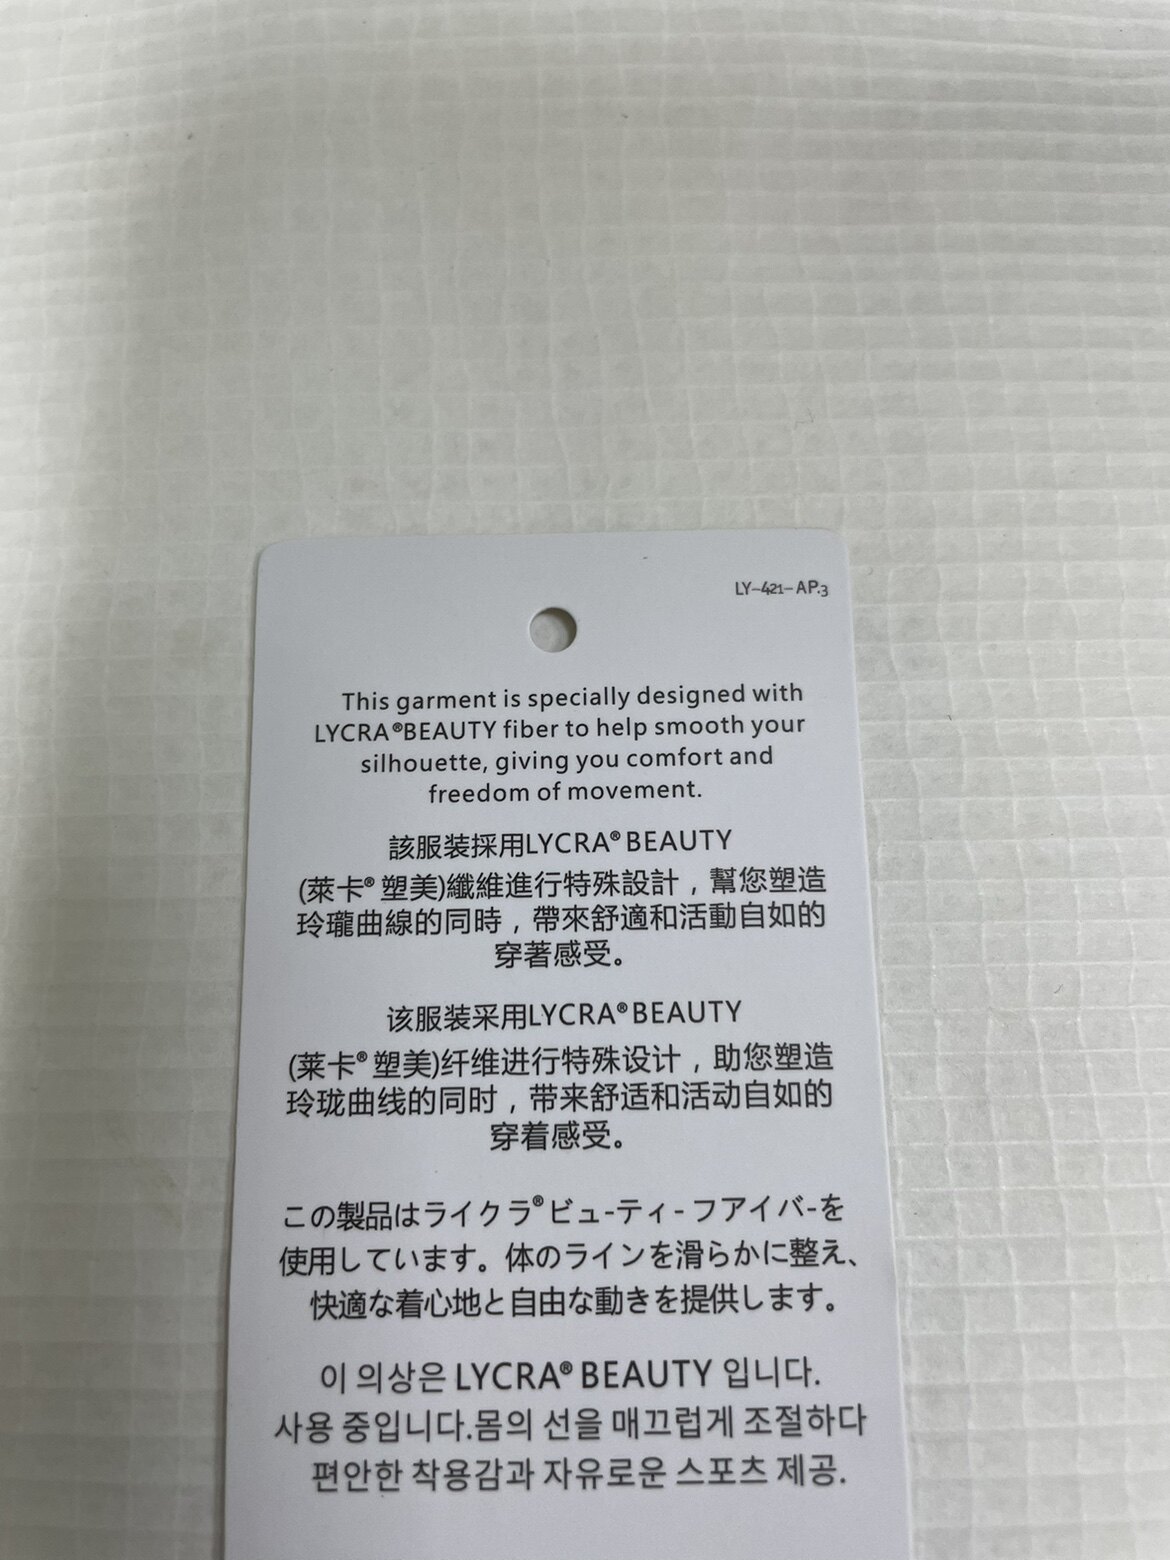 LY-421-AP.3
This garment is specially designed with
LYCRA®BEAUTY fiber to help smooth your
silhouette, giving you comfort and
freedom of movement.
該服装採用LYCRA®BEAUTY
(萊卡®塑美)纖維進行特殊設計，幫您塑造
玲瓏曲線的同時，帶來舒適和活動自如的
穿著感受。
该服装采用LYCRA®BEAUTY
(莱卡®塑美)纤维进行特殊设计，助您塑造
玲珑曲线的同时，带来舒适和活动自如的
穿着感受。
この製品はライクラ®ビュ-ティ-フアイバ-を
使用しています。体のラインを滑らかに整え、
快適な着心地と自由な動きを提供します。
이 의상은 LYCRA®BEAUTY 입니다.
사용 중입니다.몸의 선을 매끄럽게 조절하다
편안한 착용감과 자유로운 스포츠 제공.